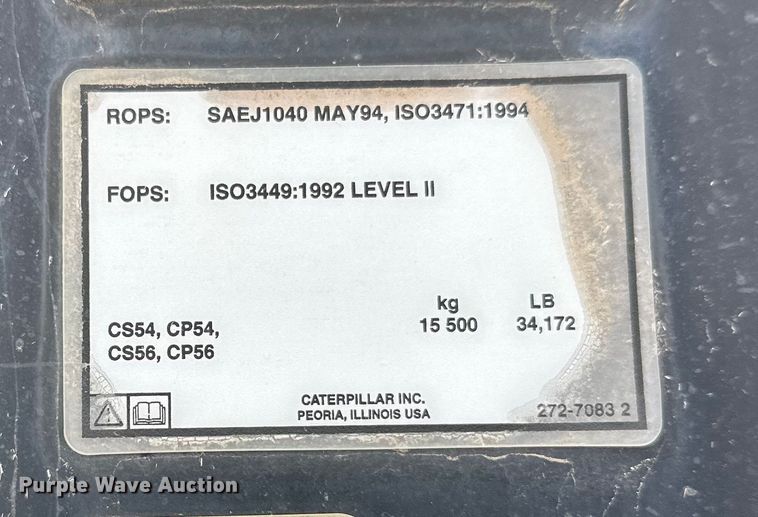 ROPS: SAEJ1040 MAY94, ISO3471:1994
FOPS: ISO3449:1992 LEVEL II
kg LB
CS54, CP54, 15 500 34,172
CS56, CP56
CATERPILLAR INC.
PEORIA, ILLINOIS USA
272-7083 2
Purple Wave Auction